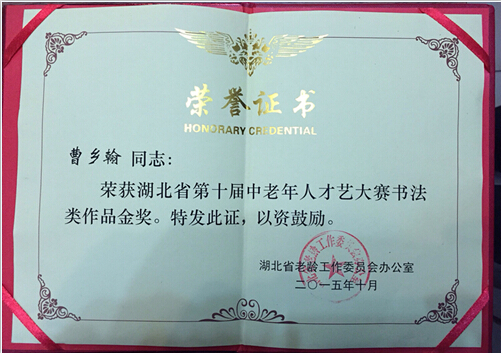 荣誉证书
HONORARY CREDENTIAL
曹乡翰 同志：
荣获湖北省第十届中老年人才艺大赛书法
类作品金奖。特发此证，以资鼓励。
湖北省老龄工作委员会办公室
二〇一五年十月